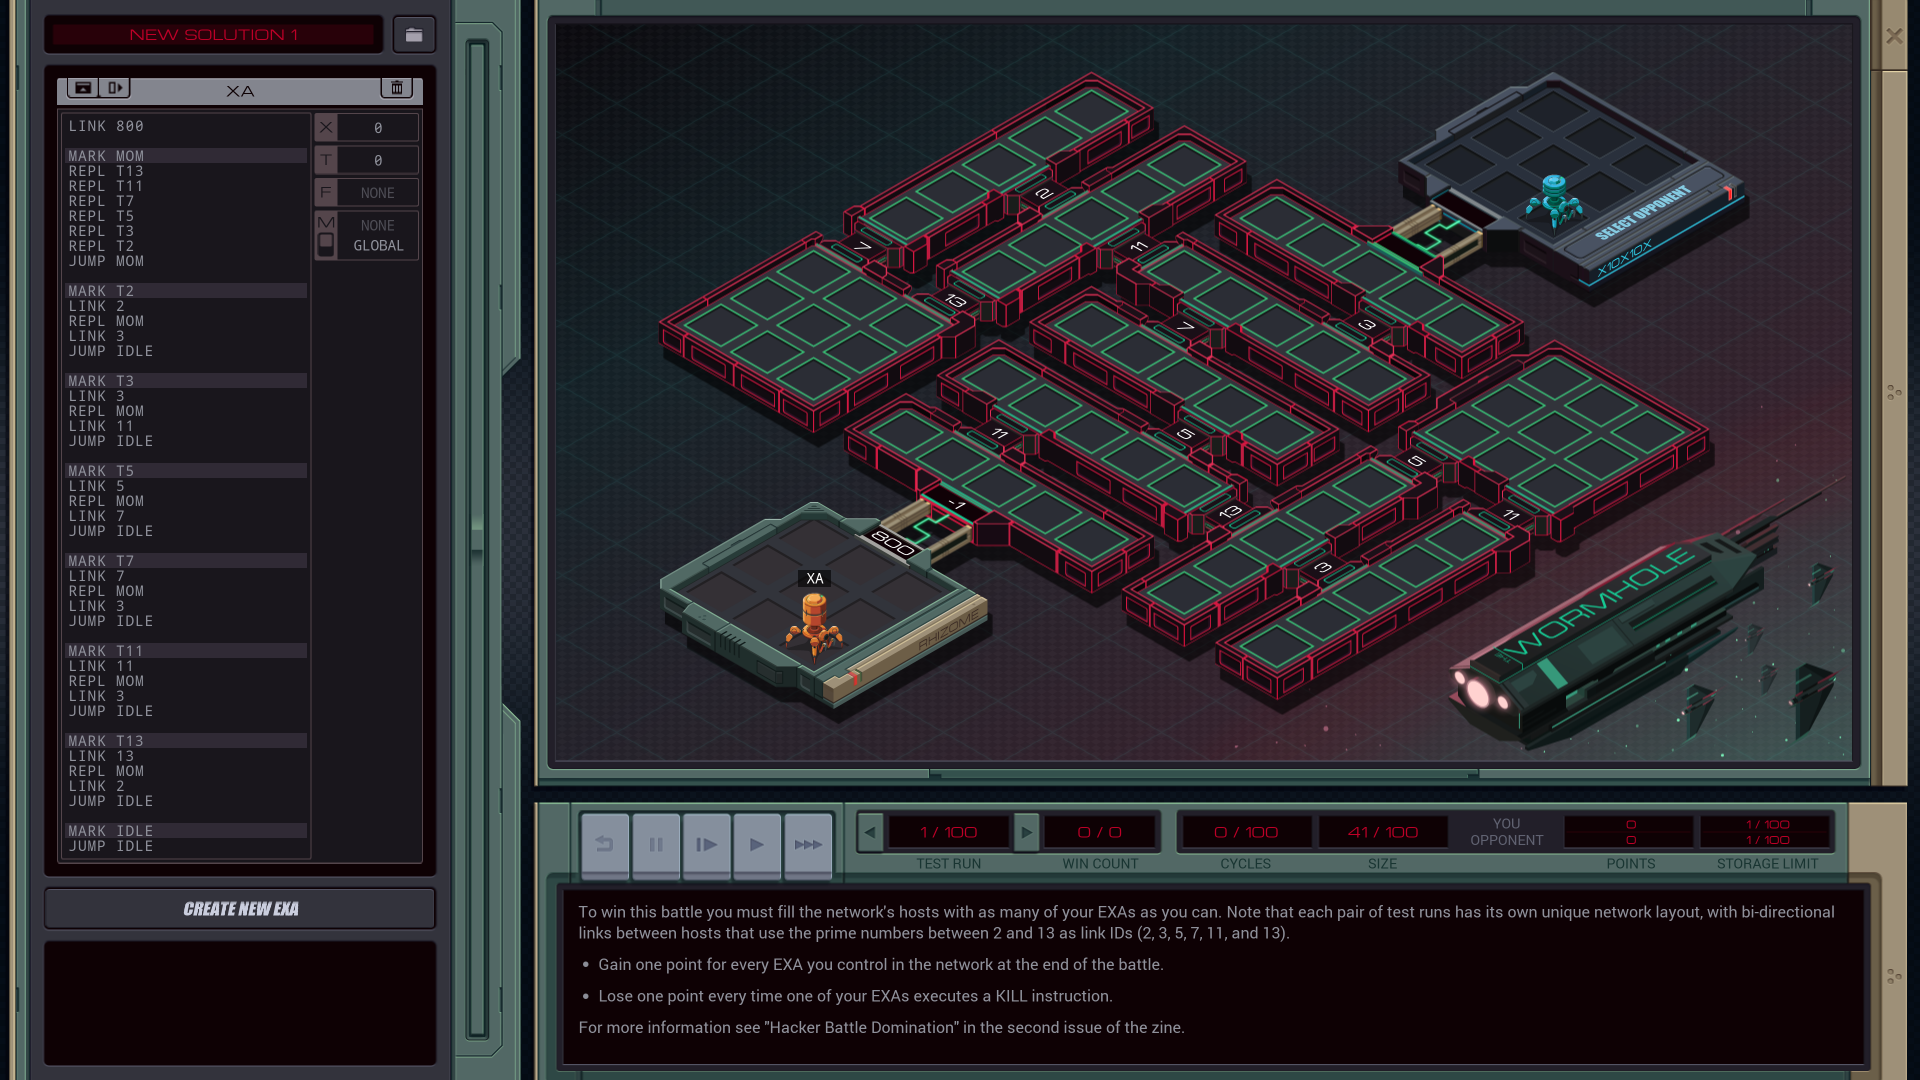 NEW SOLUTION 1
XA
LINK 800
MARK MOM
REPL T13
REPL T11
REPL T7
REPL T5
REPL T3
REPL T2
JUMP MOM
MARK T2
LINK 2
REPL MOM
LINK 3
JUMP IDLE
MARK T3
LINK 3
REPL MOM
LINK 11
JUMP IDLE
MARK T5
LINK 5
REPL MOM
LINK 7
JUMP IDLE
MARK T7
LINK 7
REPL MOM
LINK 3
JUMP IDLE
MARK T11
LINK 11
REPL MOM
LINK 3
JUMP IDLE
MARK T13
LINK 13
REPL MOM
LINK 2
JUMP IDLE
MARK IDLE
JUMP IDLE
X 0
T 0
F NONE
M NONE
GLOBAL
CREATE NEW EXA
2
7
11
13
7
3
11
5
5
13
11
3
-1
800
XA
RHIZOME
SELECT OPPONENT
X10X10X
WORMHOLE
1 / 100
0 / 0
0 / 100
41 / 100
YOU
OPPONENT
0
0
1 / 100
1 / 100
TEST RUN
WIN COUNT
CYCLES
SIZE
POINTS
STORAGE LIMIT
To win this battle you must fill the network's hosts with as many of your EXAs as you can. Note that each pair of test runs has its own unique network layout, with bi-directional
links between hosts that use the prime numbers between 2 and 13 as link IDs (2, 3, 5, 7, 11, and 13).
• Gain one point for every EXA you control in the network at the end of the battle.
• Lose one point every time one of your EXAs executes a KILL instruction.
For more information see "Hacker Battle Domination" in the second issue of the zine.